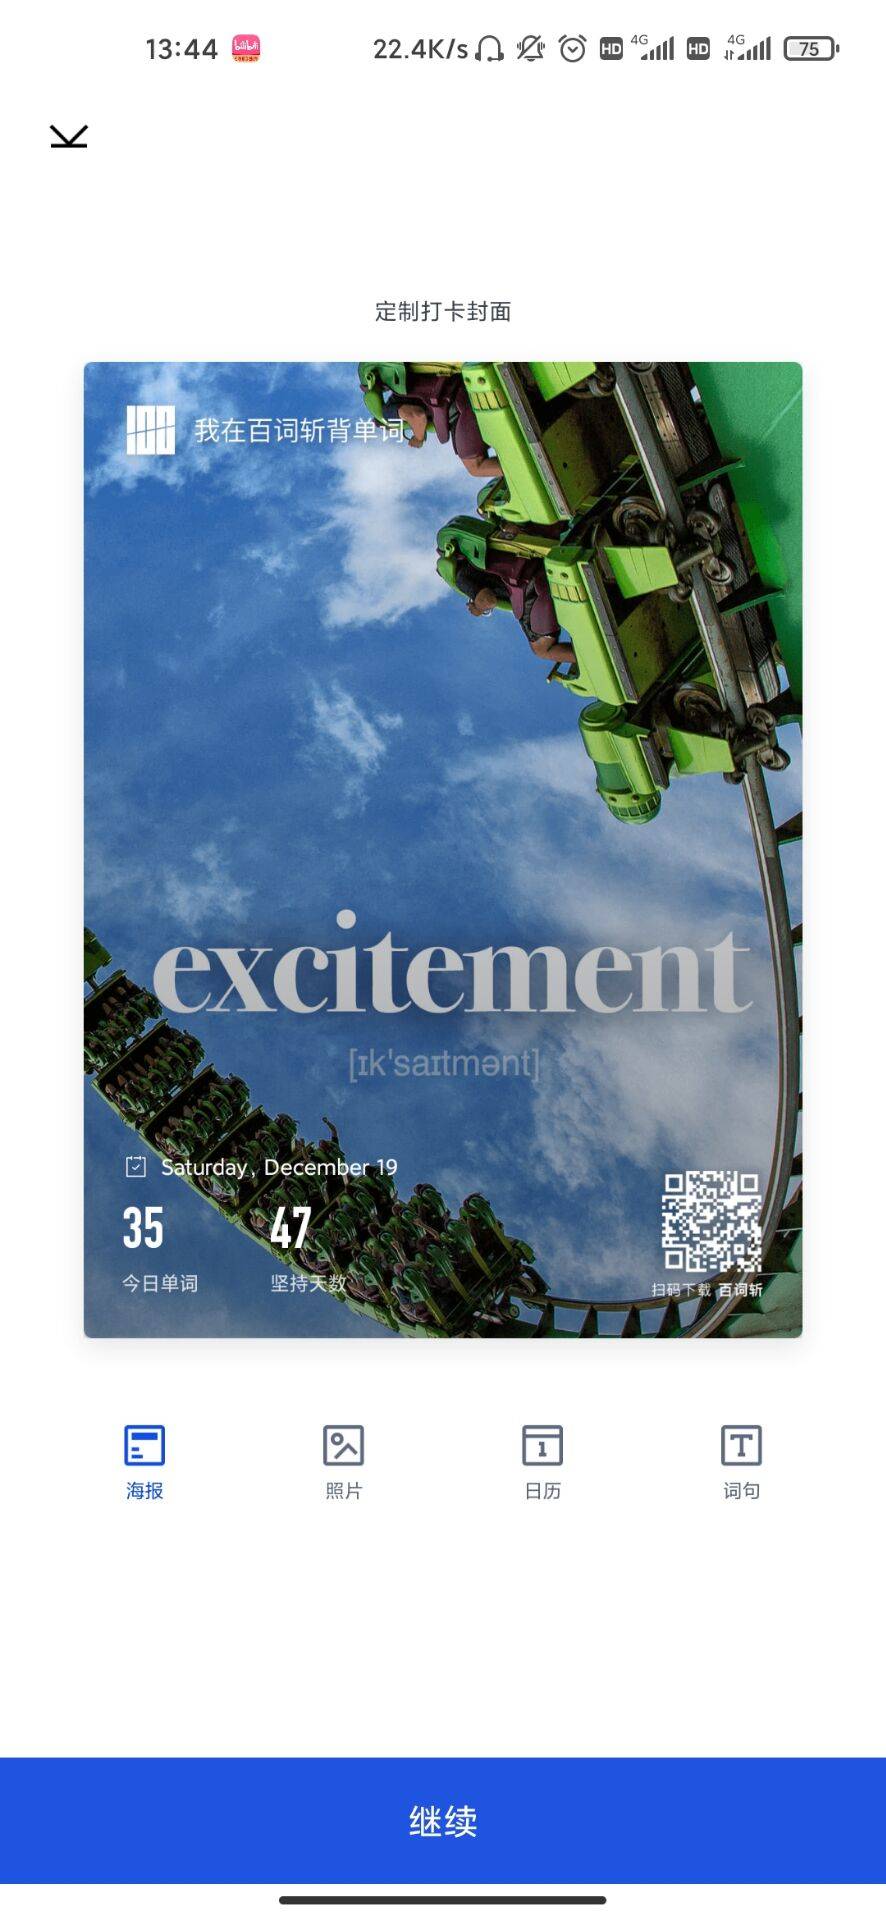 13:44 22.4K/s HD 4G HD 4G 75
定制打卡封面
100 我在百词斩背单词
excitement
[ɪk'saɪtmənt]
Saturday, December 19
35 47
今日单词 坚持天数
扫码下载 百词斩
海报 照片 日历 词句
继续